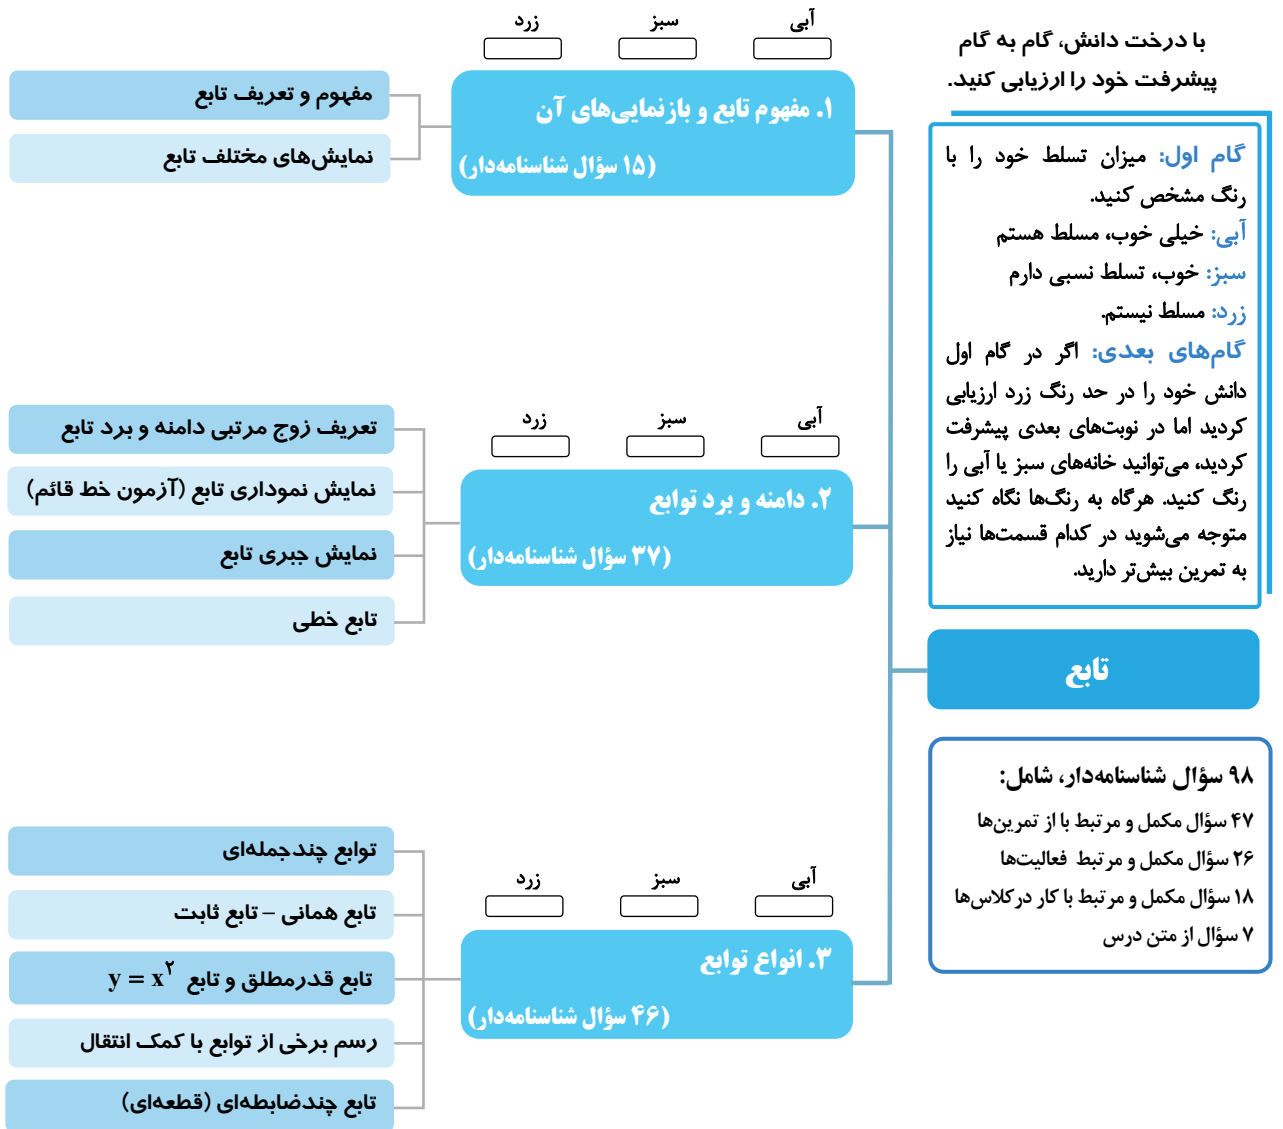 با درخت دانش، گام به گام
پیشرفت خود را ارزیابی کنید.
گام اول: میزان تسلط خود را با
رنگ مشخص کنید.
آبی: خیلی خوب، مسلط هستم
سبز: خوب، تسلط نسبی دارم
زرد: مسلط نیستم.
گام‌های بعدی: اگر در گام اول
دانش خود را در حد رنگ زرد ارزیابی
کردید اما در نوبت‌های بعدی پیشرفت
کردید، می‌توانید خانه‌های سبز یا آبی را
رنگ کنید. هرگاه به رنگ‌ها نگاه کنید
متوجه می‌شوید در کدام قسمت‌ها نیاز
به تمرین بیش‌تر دارید.
تابع
۹۸ سؤال شناسنامه‌دار، شامل:
۴۷ سؤال مکمل و مرتبط با از تمرین‌ها
۲۶ سؤال مکمل و مرتبط فعالیت‌ها
۱۸ سؤال مکمل و مرتبط با کار درکلاس‌ها
۷ سؤال از متن درس
آبی سبز زرد
۱. مفهوم تابع و بازنمایی‌های آن
(۱۵ سؤال شناسنامه‌دار)
مفهوم و تعریف تابع
نمایش‌های مختلف تابع
آبی سبز زرد
۲. دامنه و برد توابع
(۳۷ سؤال شناسنامه‌دار)
تعریف زوج مرتبی دامنه و برد تابع
نمایش نموداری تابع (آزمون خط قائم)
نمایش جبری تابع
تابع خطی
آبی سبز زرد
۳. انواع توابع
(۴۶ سؤال شناسنامه‌دار)
توابع چندجمله‌ای
تابع همانی – تابع ثابت
تابع قدرمطلق و تابع y = x^۲
رسم برخی از توابع با کمک انتقال
تابع چندضابطه‌ای (قطعه‌ای)